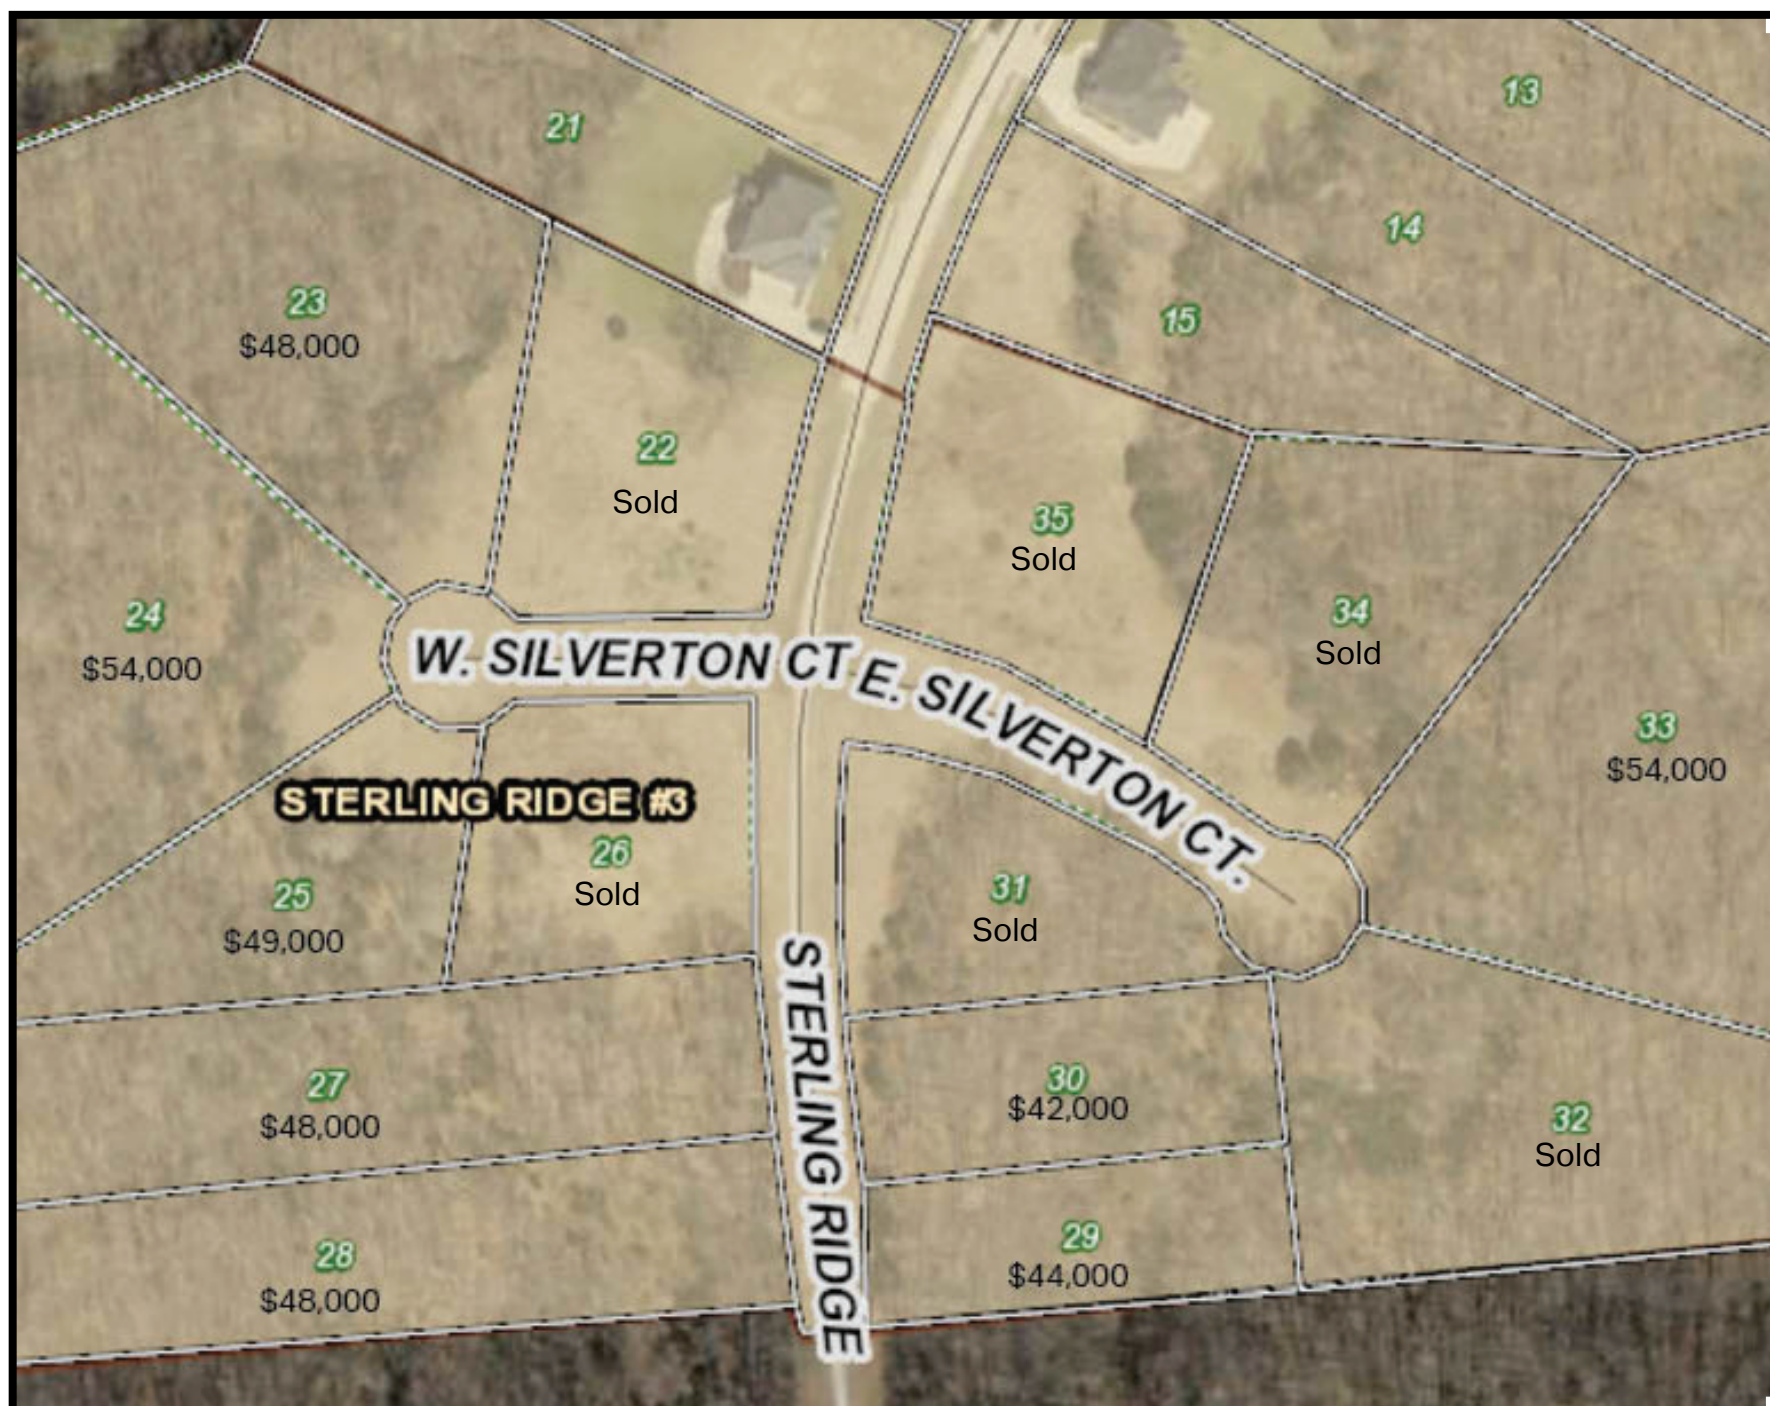 13
21
14
23
$48,000
15
22
Sold
35
Sold
24
$54,000
34
Sold
W. SILVERTON CT
E. SILVERTON CT.
33
$54,000
STERLING RIDGE #3
26
Sold
25
$49,000
31
Sold
STERLING RIDGE
27
$48,000
30
$42,000
32
Sold
28
$48,000
29
$44,000